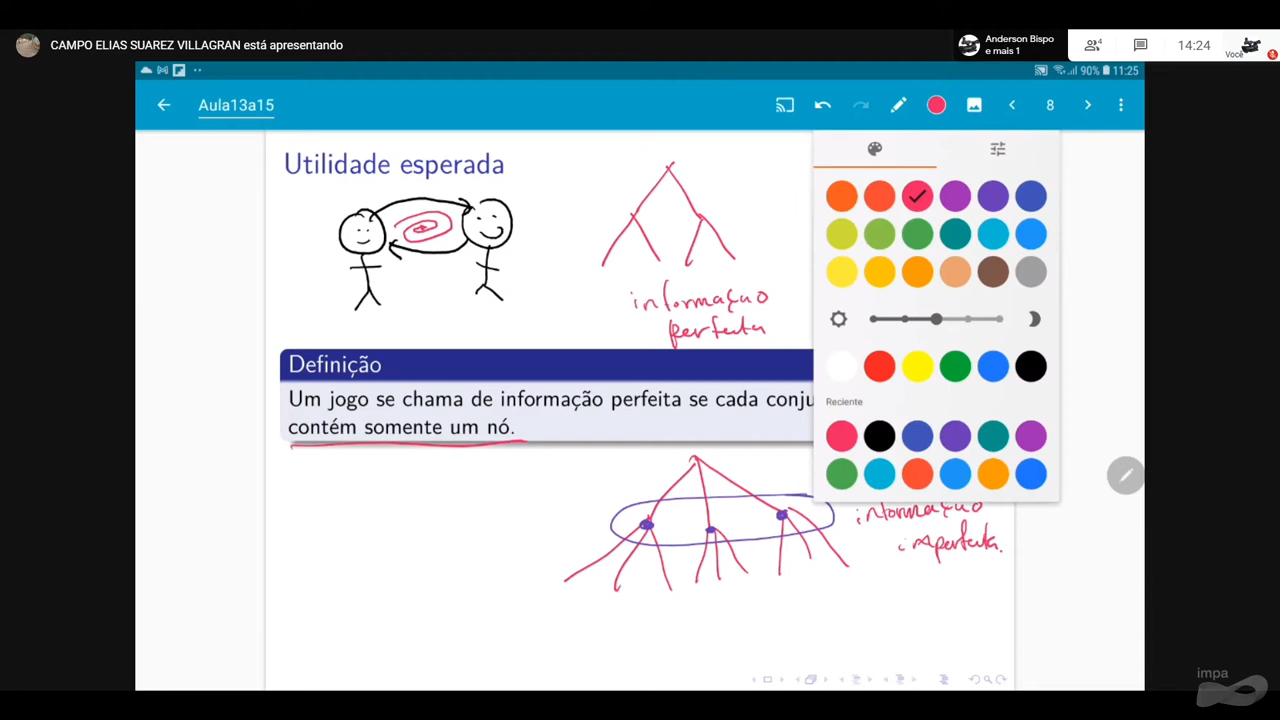 CAMPO ELIAS SUAREZ VILLAGRAN está apresentando
Anderson Bispo
e mais 1
4
14:24
Você
90% 11:25
Aula13a15
8
Utilidade esperada
informação
perfeita
Definição
Um jogo se chama de informação perfeita se cada conju
contém somente um nó.
Reciente
informação
imperfeita.
impa